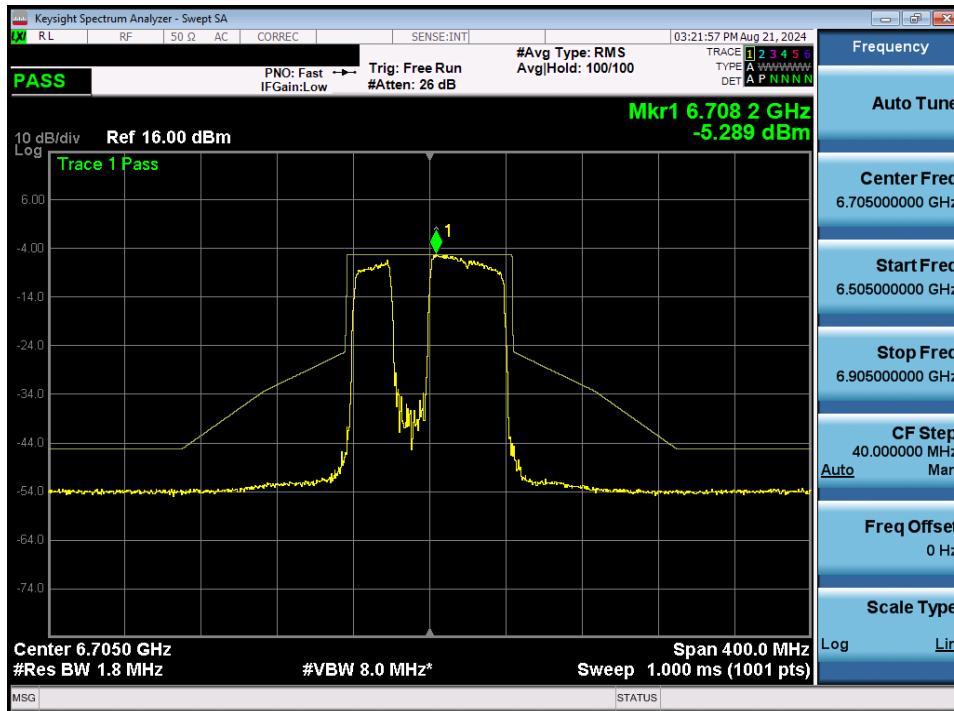 Keysight Spectrum Analyzer - Swept SA
LXI RL RF 50 Ω AC CORREC SENSE:INT 03:21:57 PM Aug 21, 2024
PASS
PNO: Fast
IFGain:Low
Trig: Free Run
#Atten: 26 dB
#Avg Type: RMS
Avg|Hold: 100/100
TRACE 1 2 3 4 5 6
TYPE A WWWWW
DET A P N N N N
Mkr1 6.708 2 GHz
-5.289 dBm
10 dB/div Ref 16.00 dBm
Log
Trace 1 Pass
1
6.00
-4.00
-14.0
-24.0
-34.0
-44.0
-54.0
-64.0
-74.0
Center 6.7050 GHz
Span 400.0 MHz
#Res BW 1.8 MHz
#VBW 8.0 MHz*
Sweep 1.000 ms (1001 pts)
MSG
STATUS
Frequency
Auto Tune
Center Freq
6.705000000 GHz
Start Freq
6.505000000 GHz
Stop Freq
6.905000000 GHz
CF Step
40.000000 MHz
Auto Man
Freq Offset
0 Hz
Scale Type
Log Lin